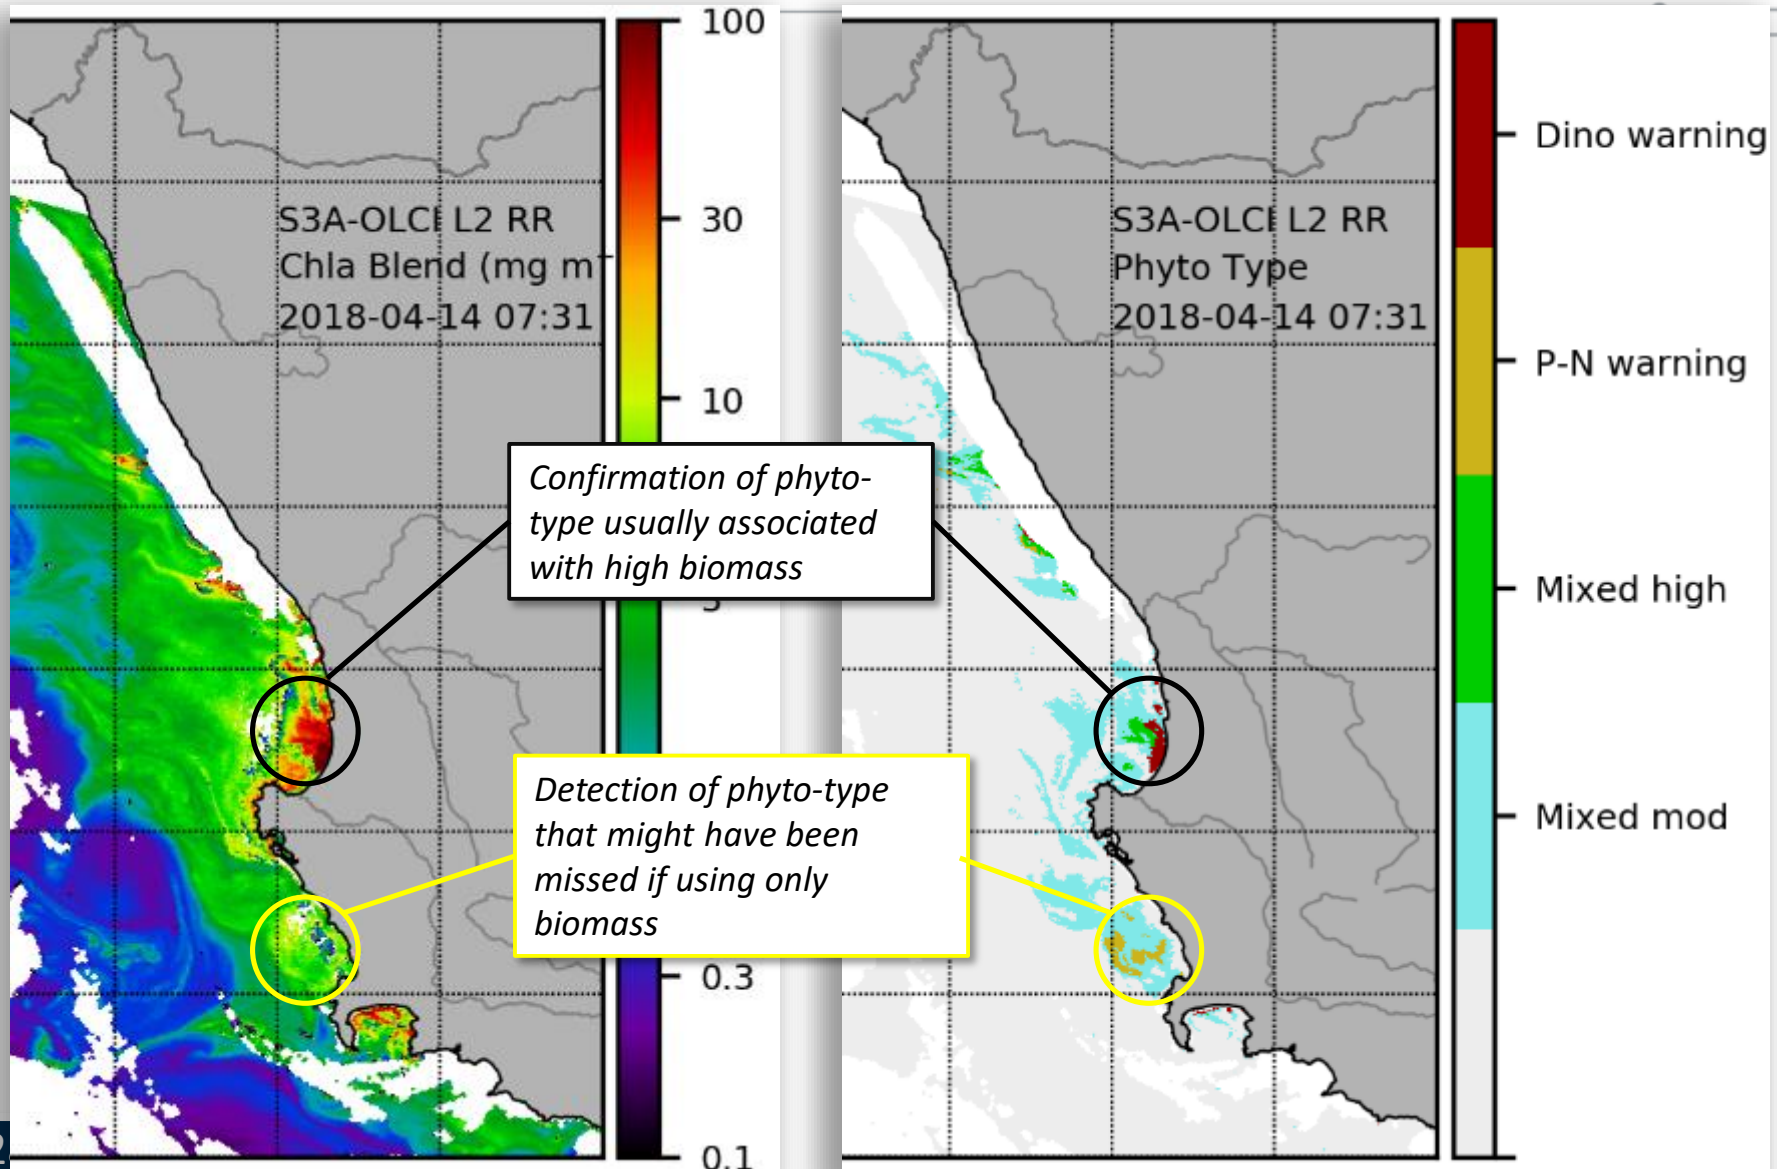 100
30
10
3
0.3
0.1
S3A-OLCI L2 RR
Chla Blend (mg m⁻
2018-04-14 07:31
Confirmation of phyto-
type usually associated
with high biomass
Detection of phyto-type
that might have been
missed if using only
biomass
S3A-OLCI L2 RR
Phyto Type
2018-04-14 07:31
Dino warning
P-N warning
Mixed high
Mixed mod
2